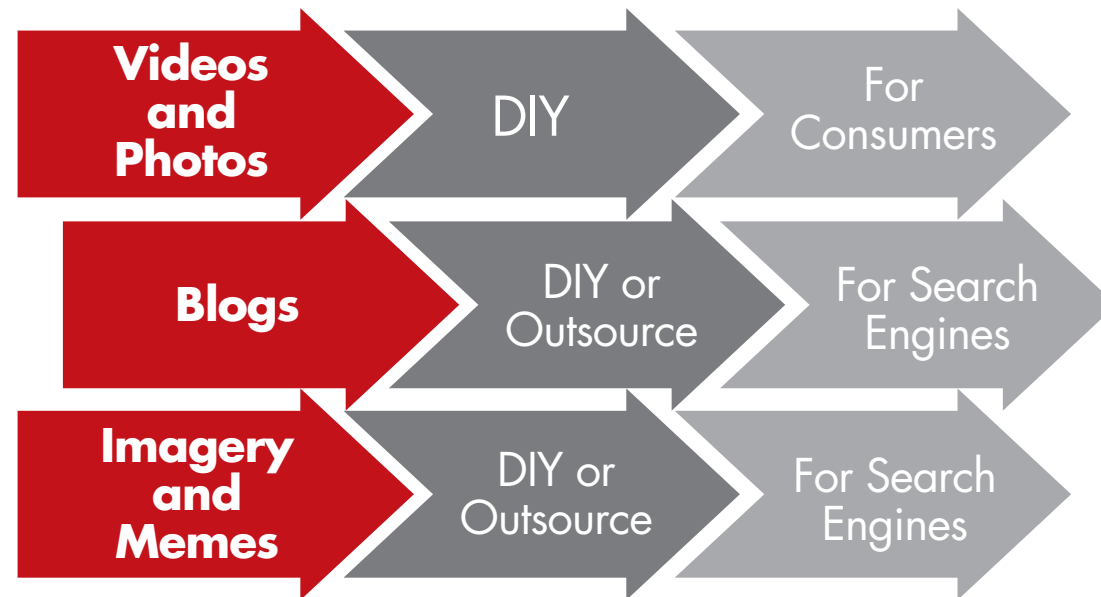 Videos
and
Photos
DIY
For
Consumers
Blogs
DIY or
Outsource
For Search
Engines
Imagery
and
Memes
DIY or
Outsource
For Search
Engines